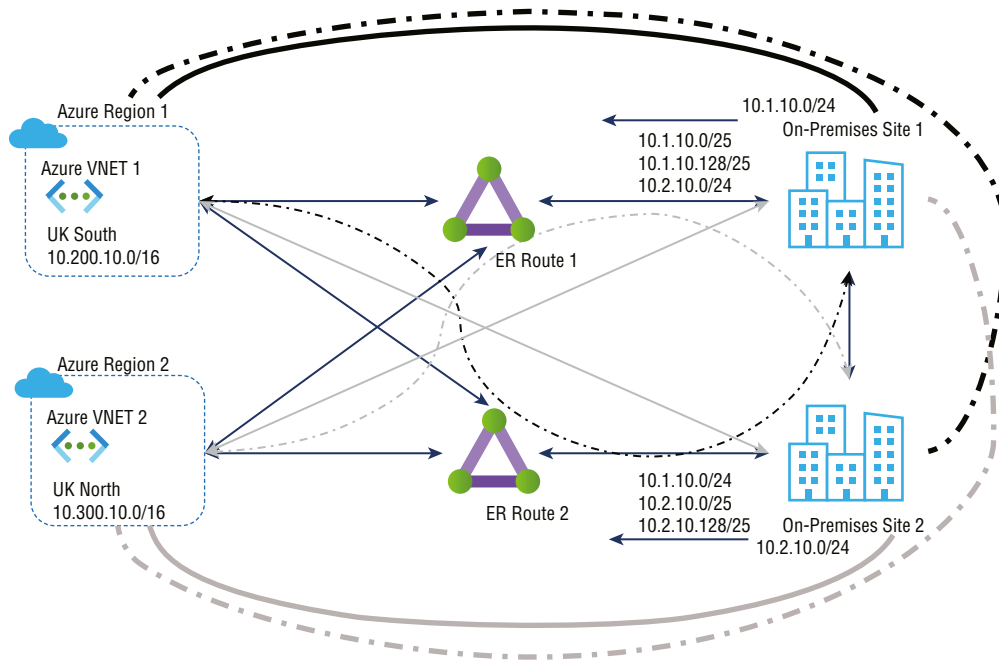 Azure Region 1
Azure VNET 1
UK South
10.200.10.0/16
ER Route 1
10.1.10.0/24
On-Premises Site 1
10.1.10.0/25
10.1.10.128/25
10.2.10.0/24
Azure Region 2
Azure VNET 2
UK North
10.300.10.0/16
ER Route 2
10.1.10.0/24
10.2.10.0/25
10.2.10.128/25
On-Premises Site 2
10.2.10.0/24